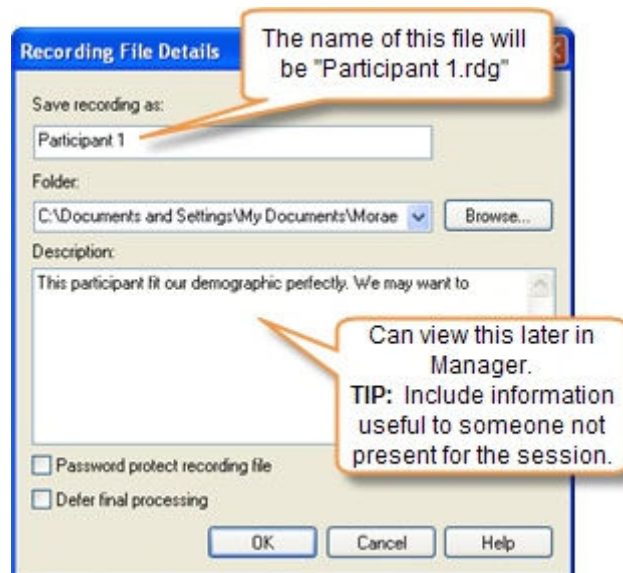 Recording File Details
The name of this file will
be "Participant 1.rdg"
Save recording as:
Participant 1
Folder:
C:\Documents and Settings\My Documents\Morae
Browse...
Description:
This participant fit our demographic perfectly. We may want to
Can view this later in
Manager.
TIP: Include information
useful to someone not
present for the session.
Password protect recording file
Defer final processing
OK
Cancel
Help